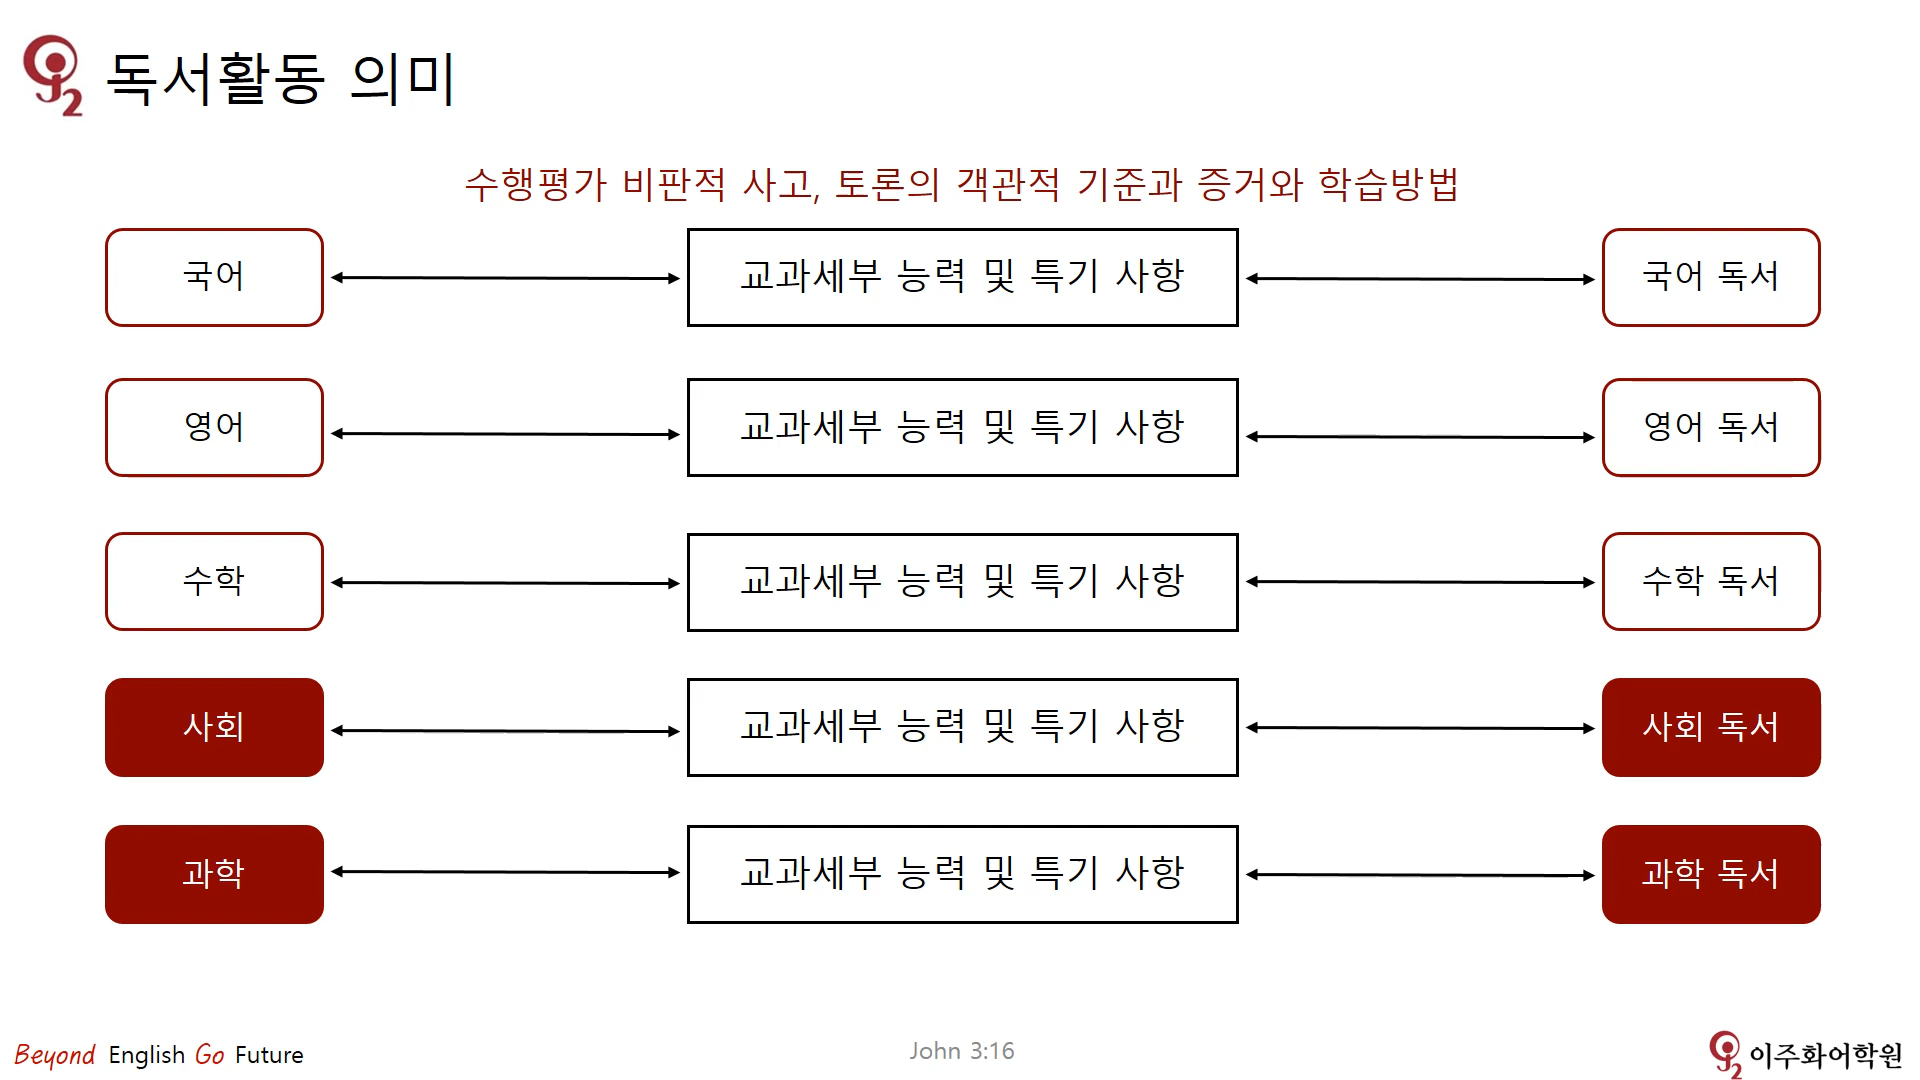 독서활동 의미
수행평가 비판적 사고, 토론의 객관적 기준과 증거와 학습방법
국어 교과세부 능력 및 특기 사항 국어 독서
영어 교과세부 능력 및 특기 사항 영어 독서
수학 교과세부 능력 및 특기 사항 수학 독서
사회 교과세부 능력 및 특기 사항 사회 독서
과학 교과세부 능력 및 특기 사항 과학 독서
Beyond English Go Future
John 3:16
이주화어학원